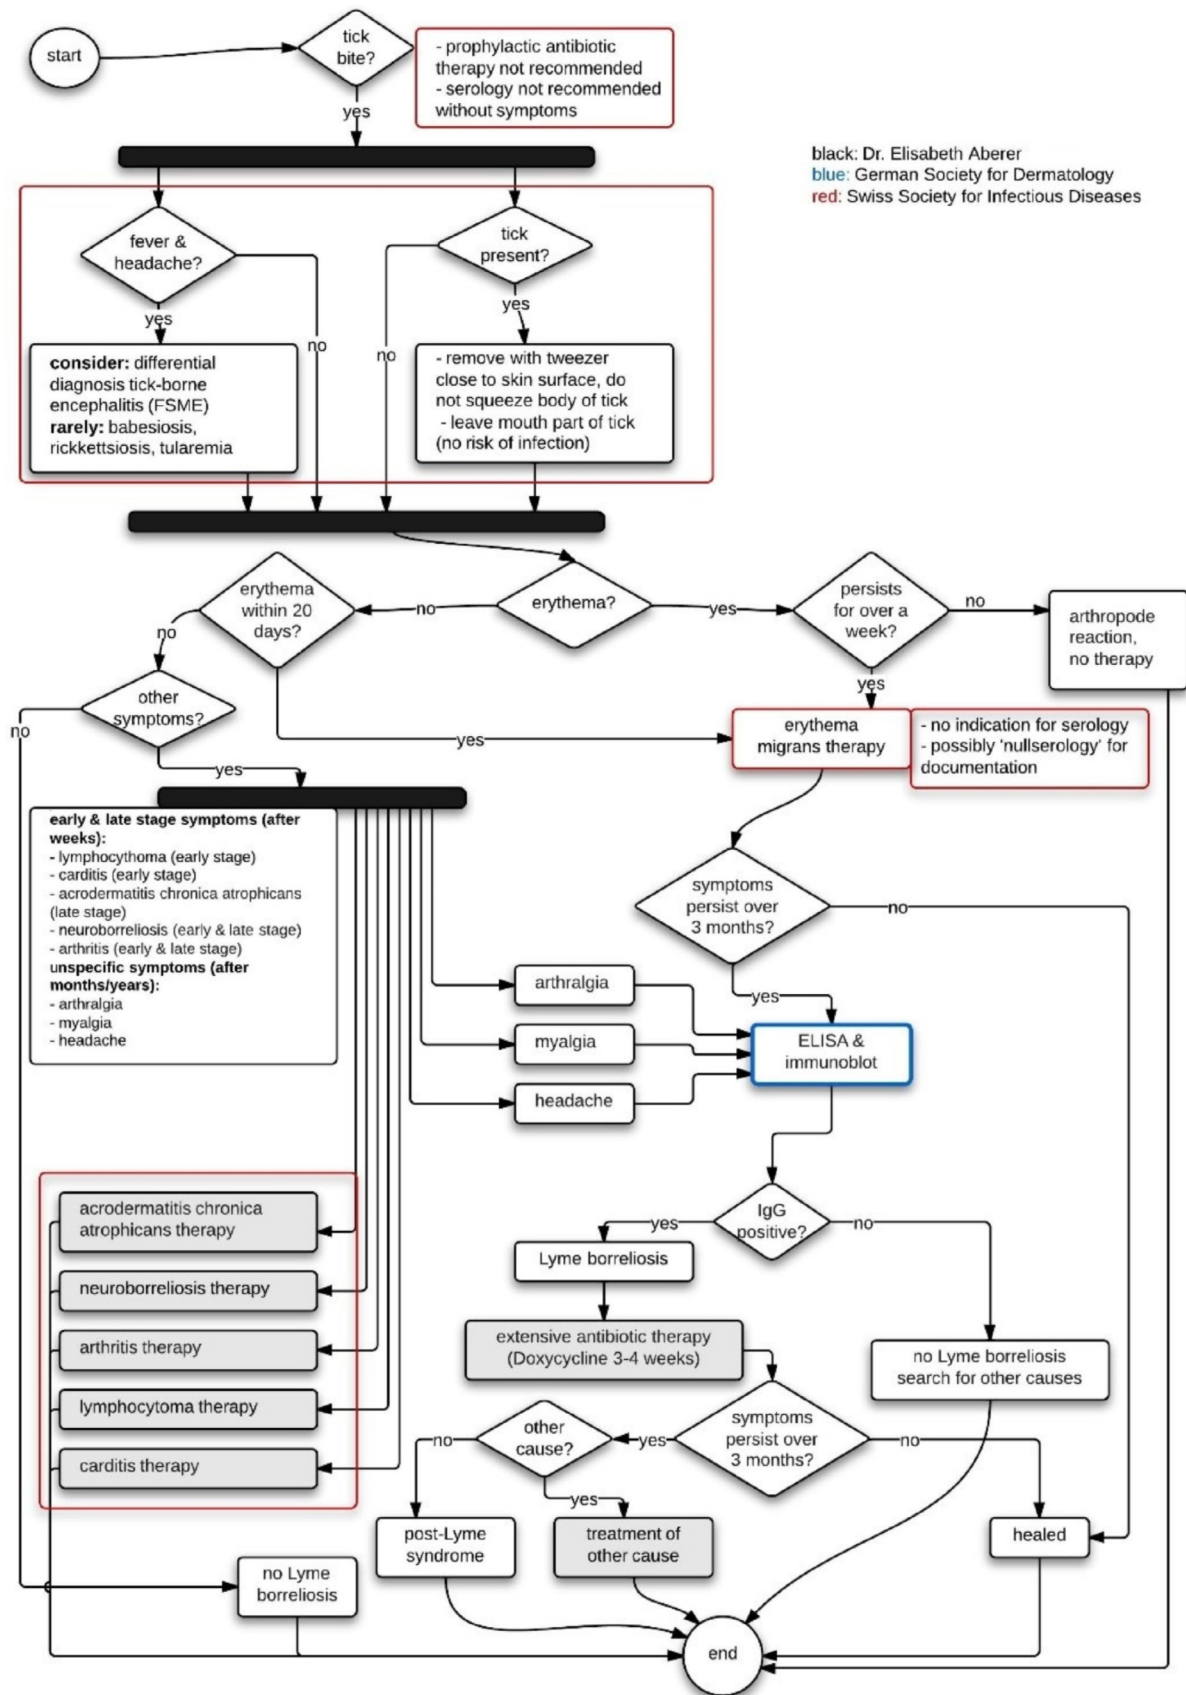 start
tick
bite?
- prophylactic antibiotic
therapy not recommended
- serology not recommended
without symptoms
yes
black: Dr. Elisabeth Aberer
blue: German Society for Dermatology
red: Swiss Society for Infectious Diseases
fever &
headache?
tick
present?
yes
no
no
yes
consider: differential
diagnosis tick-borne
encephalitis (FSME)
rarely: babesiosis,
rickkettsiosis, tularemia
- remove with tweezer
close to skin surface, do
not squeeze body of tick
- leave mouth part of tick
(no risk of infection)
erythema
within 20
days?
no
erythema?
yes
persists
for over a
week?
no
arthropode
reaction,
no therapy
no
yes
other
symptoms?
no
yes
yes
erythema
migrans therapy
- no indication for serology
- possibly 'nullserology' for
documentation
early & late stage symptoms (after
weeks):
- lymphocythoma (early stage)
- carditis (early stage)
- acrodermatitis chronica atrophicans
(late stage)
- neuroborreliosis (early & late stage)
- arthritis (early & late stage)
unspecific symptoms (after
months/years):
- arthralgia
- myalgia
- headache
symptoms
persist over
3 months?
no
yes
arthralgia
myalgia
headache
ELISA &
immunoblot
acrodermatitis chronica
atrophicans therapy
neuroborreliosis therapy
arthritis therapy
lymphocytoma therapy
carditis therapy
IgG
positive?
yes
no
Lyme borreliosis
extensive antibiotic therapy
(Doxycycline 3-4 weeks)
no Lyme borreliosis
search for other causes
other
cause?
no
yes
symptoms
persist over
3 months?
no
yes
post-Lyme
syndrome
treatment of
other cause
healed
no Lyme
borreliosis
end